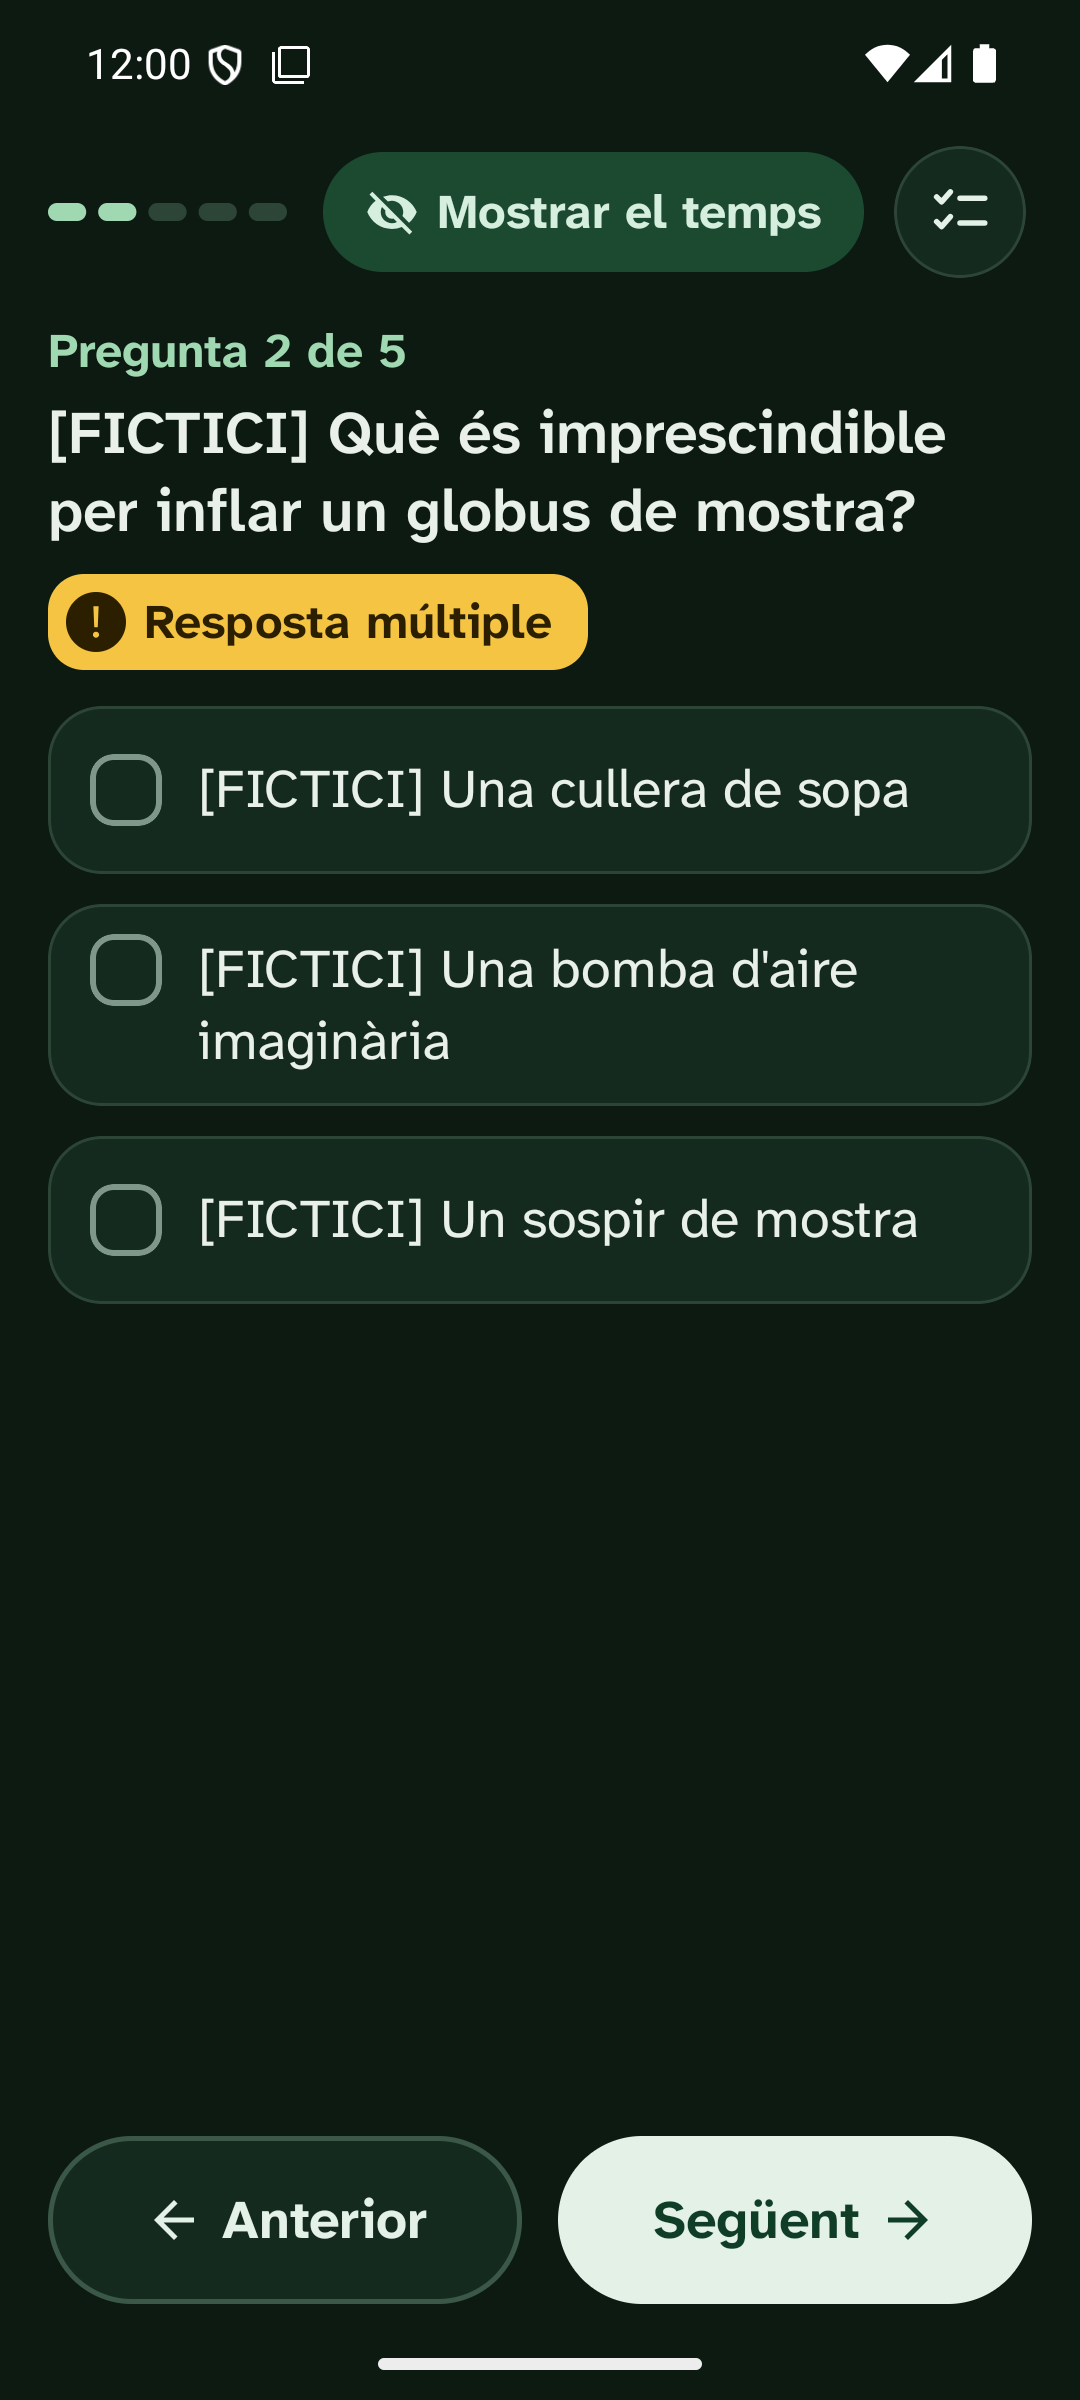 12:00
Mostrar el temps
Pregunta 2 de 5
[FICTICI] Què és imprescindible
per inflar un globus de mostra?
! Resposta múltiple
[FICTICI] Una cullera de sopa
[FICTICI] Una bomba d'aire
imaginària
[FICTICI] Un sospir de mostra
Anterior
Següent